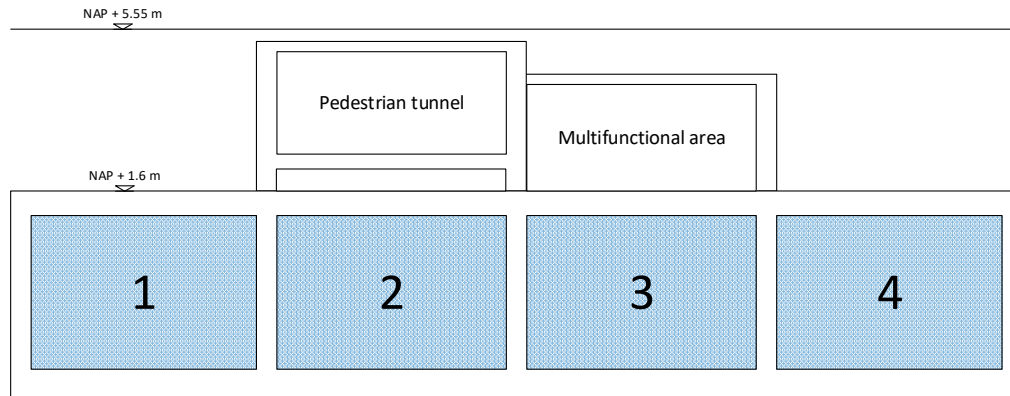 NAP + 5.55 m
Pedestrian tunnel
Multifunctional area
NAP + 1.6 m
1
2
3
4